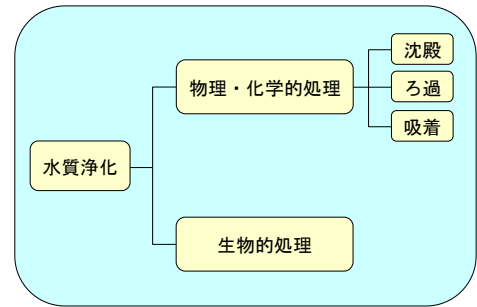 水質浄化
物理・化学的処理
沈殿
ろ過
吸着
生物的処理